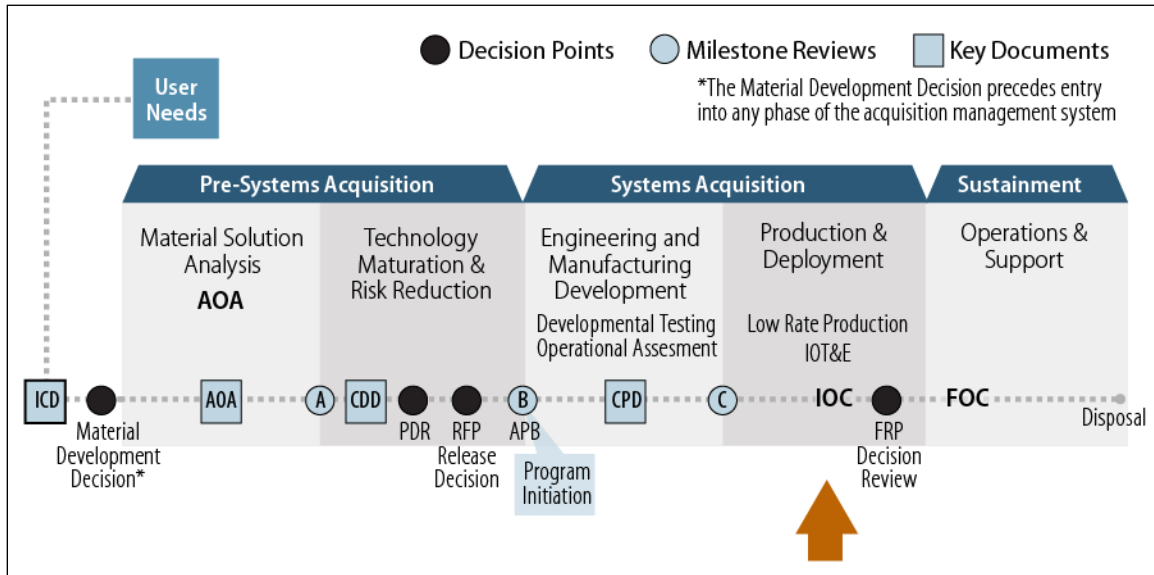 Decision Points
Milestone Reviews
Key Documents
*The Material Development Decision precedes entry
into any phase of the acquisition management system
User
Needs
Pre-Systems Acquisition
Systems Acquisition
Sustainment
Material Solution
Analysis
AOA
Technology
Maturation &
Risk Reduction
Engineering and
Manufacturing
Development
Developmental Testing
Operational Assesment
Production &
Deployment
Low Rate Production
IOT&E
Operations &
Support
ICD
AOA
A
CDD
B
CPD
C
IOC
FOC
Material
Development
Decision*
PDR
RFP
Release
Decision
APB
Program
Initiation
FRP
Decision
Review
Disposal